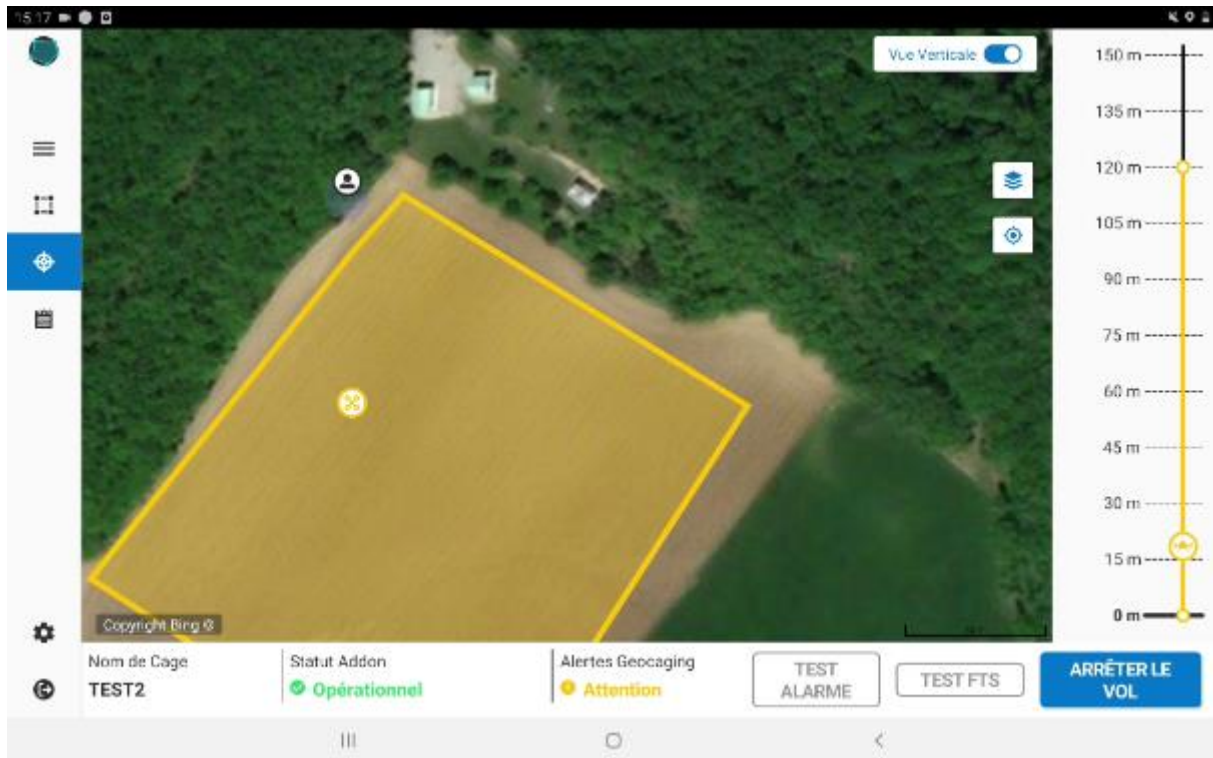 15:17
Vue Verticale
150 m
135 m
120 m
105 m
90 m
75 m
60 m
45 m
30 m
15 m
0 m
Copyright Bing ©
Nom de Cage
TEST2
Statut Addon
Opérationnel
Alertes Geocaging
Attention
TEST
ALARME
TEST FTS
ARRÊTER LE
VOL